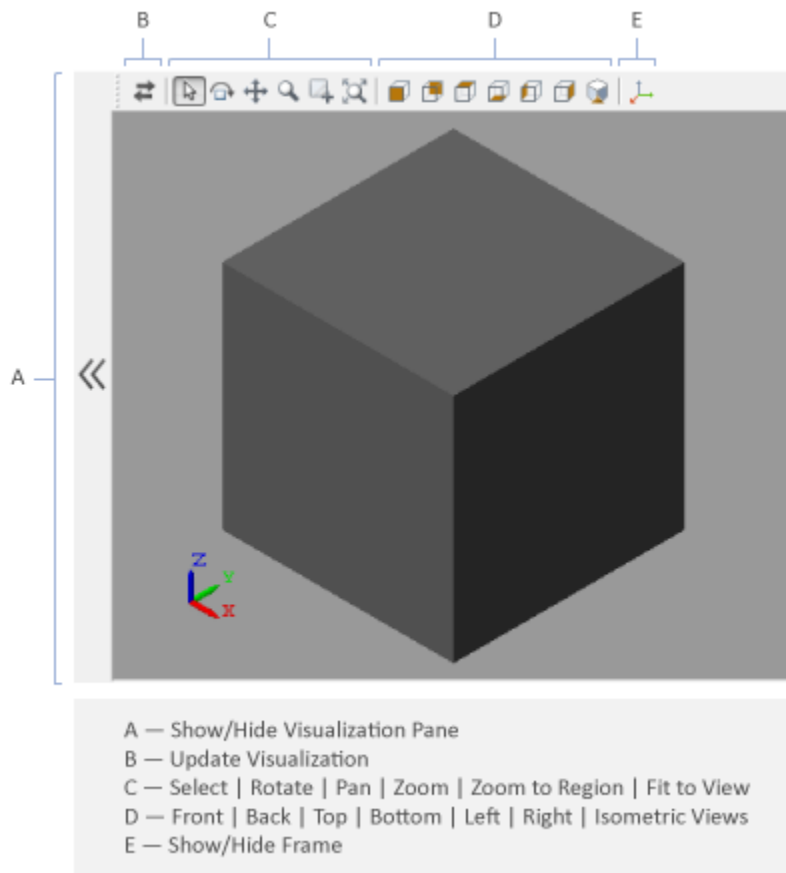 B C D E
A
Z
Y
X
A — Show/Hide Visualization Pane
B — Update Visualization
C — Select | Rotate | Pan | Zoom | Zoom to Region | Fit to View
D — Front | Back | Top | Bottom | Left | Right | Isometric Views
E — Show/Hide Frame